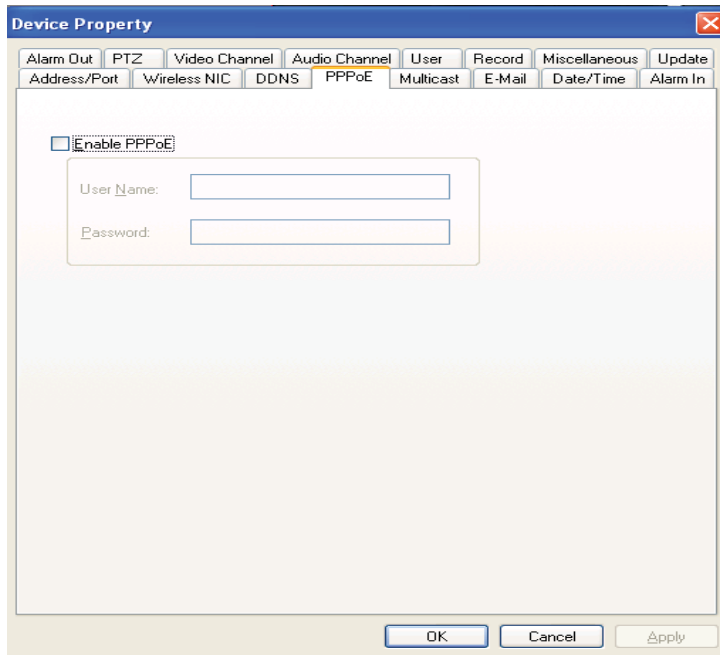 Device Property
Alarm Out PTZ Video Channel Audio Channel User Record Miscellaneous Update
Address/Port Wireless NIC DDNS PPPoE Multicast E-Mail Date/Time Alarm In
Enable PPPoE
User Name:
Password:
OK Cancel Apply